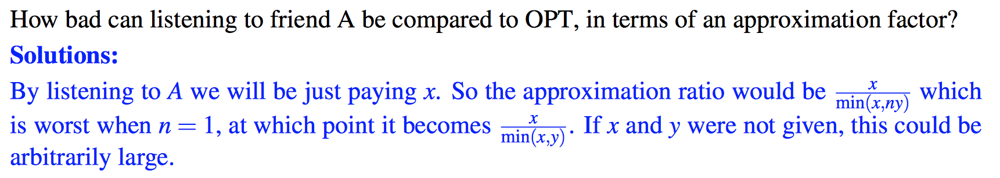 How bad can listening to friend A be compared to OPT, in terms of an approximation factor?
Solutions:
By listening to A we will be just paying x. So the approximation ratio would be x/min(x,ny) which
is worst when n = 1, at which point it becomes x/min(x,y). If x and y were not given, this could be
arbitrarily large.